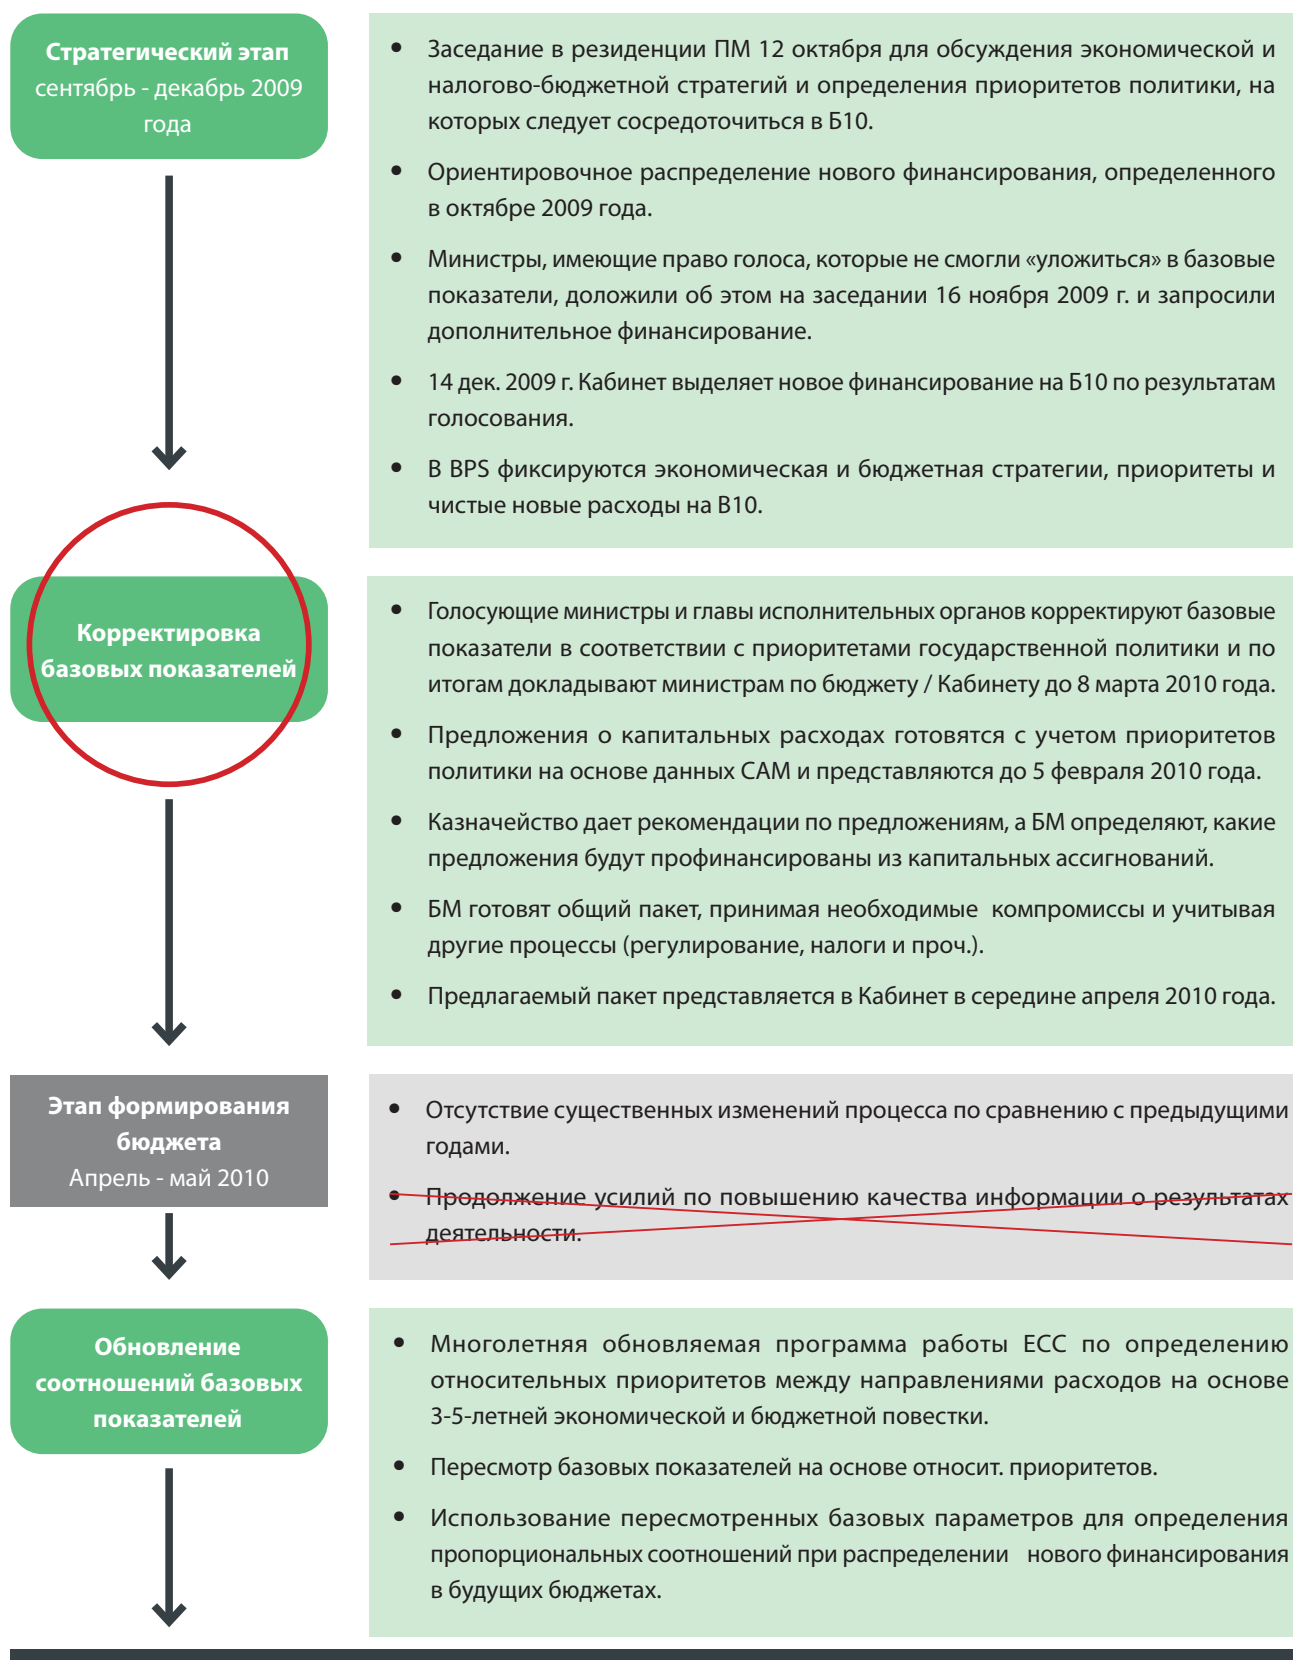 Стратегический этап
сентябрь - декабрь 2009
года
• Заседание в резиденции ПМ 12 октября для обсуждения экономической и
налогово-бюджетной стратегий и определения приоритетов политики, на
которых следует сосредоточиться в Б10.
• Ориентировочное распределение нового финансирования, определенного
в октябре 2009 года.
• Министры, имеющие право голоса, которые не смогли «уложиться» в базовые
показатели, доложили об этом на заседании 16 ноября 2009 г. и запросили
дополнительное финансирование.
• 14 дек. 2009 г. Кабинет выделяет новое финансирование на Б10 по результатам
голосования.
• В BPS фиксируются экономическая и бюджетная стратегии, приоритеты и
чистые новые расходы на В10.
Корректировка
базовых показателей
• Голосующие министры и главы исполнительных органов корректируют базовые
показатели в соответствии с приоритетами государственной политики и по
итогам докладывают министрам по бюджету / Кабинету до 8 марта 2010 года.
• Предложения о капитальных расходах готовятся с учетом приоритетов
политики на основе данных САМ и представляются до 5 февраля 2010 года.
• Казначейство дает рекомендации по предложениям, а БМ определяют, какие
предложения будут профинансированы из капитальных ассигнований.
• БМ готовят общий пакет, принимая необходимые компромиссы и учитывая
другие процессы (регулирование, налоги и проч.).
• Предлагаемый пакет представляется в Кабинет в середине апреля 2010 года.
Этап формирования
бюджета
Апрель - май 2010
• Отсутствие существенных изменений процесса по сравнению с предыдущими
годами.
• Продолжение усилий по повышению качества информации о результатах
деятельности.
Обновление
соотношений базовых
показателей
• Многолетняя обновляемая программа работы ЕСС по определению
относительных приоритетов между направлениями расходов на основе
3-5-летней экономической и бюджетной повестки.
• Пересмотр базовых показателей на основе относит. приоритетов.
• Использование пересмотренных базовых параметров для определения
пропорциональных соотношений при распределении нового финансирования
в будущих бюджетах.